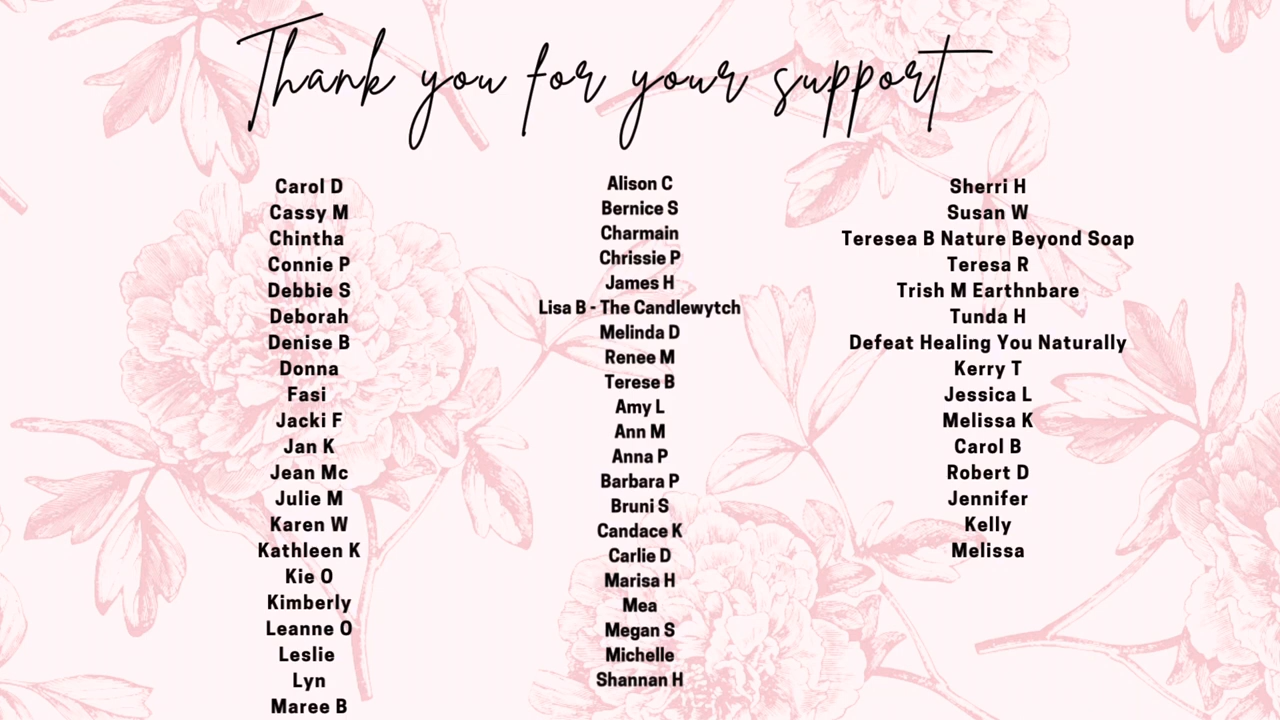 Thank you for your support
Carol D
Cassy M
Chintha
Connie P
Debbie S
Deborah
Denise B
Donna
Fasi
Jacki F
Jan K
Jean Mc
Julie M
Karen W
Kathleen K
Kie O
Kimberly
Leanne O
Leslie
Lyn
Maree B
Alison C
Bernice S
Charmain
Chrissie P
James H
Lisa B - The Candlewytch
Melinda D
Renee M
Terese B
Amy L
Ann M
Anna P
Barbara P
Bruni S
Candace K
Carlie D
Marisa H
Mea
Megan S
Michelle
Shannan H
Sherri H
Susan W
Teresea B Nature Beyond Soap
Teresa R
Trish M Earthnbare
Tunda H
Defeat Healing You Naturally
Kerry T
Jessica L
Melissa K
Carol B
Robert D
Jennifer
Kelly
Melissa